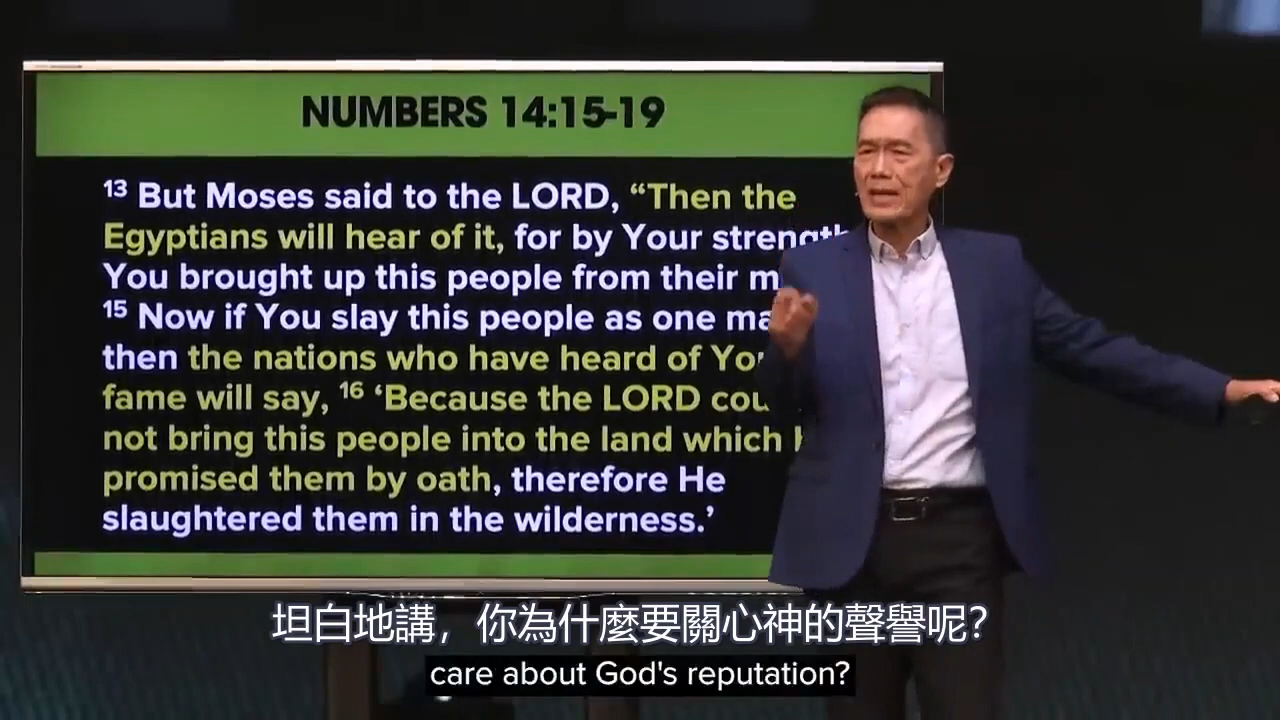 NUMBERS 14:15-19
13 But Moses said to the LORD, “Then the
Egyptians will hear of it, for by Your
You brought up this people from their
15 Now if You slay this people as one
then the nations who have heard of
fame will say, 16 ‘Because the LORD
not bring this people into the land which
promised them by oath, therefore He
slaughtered them in the wilderness.’
坦白地講，你為什麼要關心神的聲譽呢？
care about God's reputation?